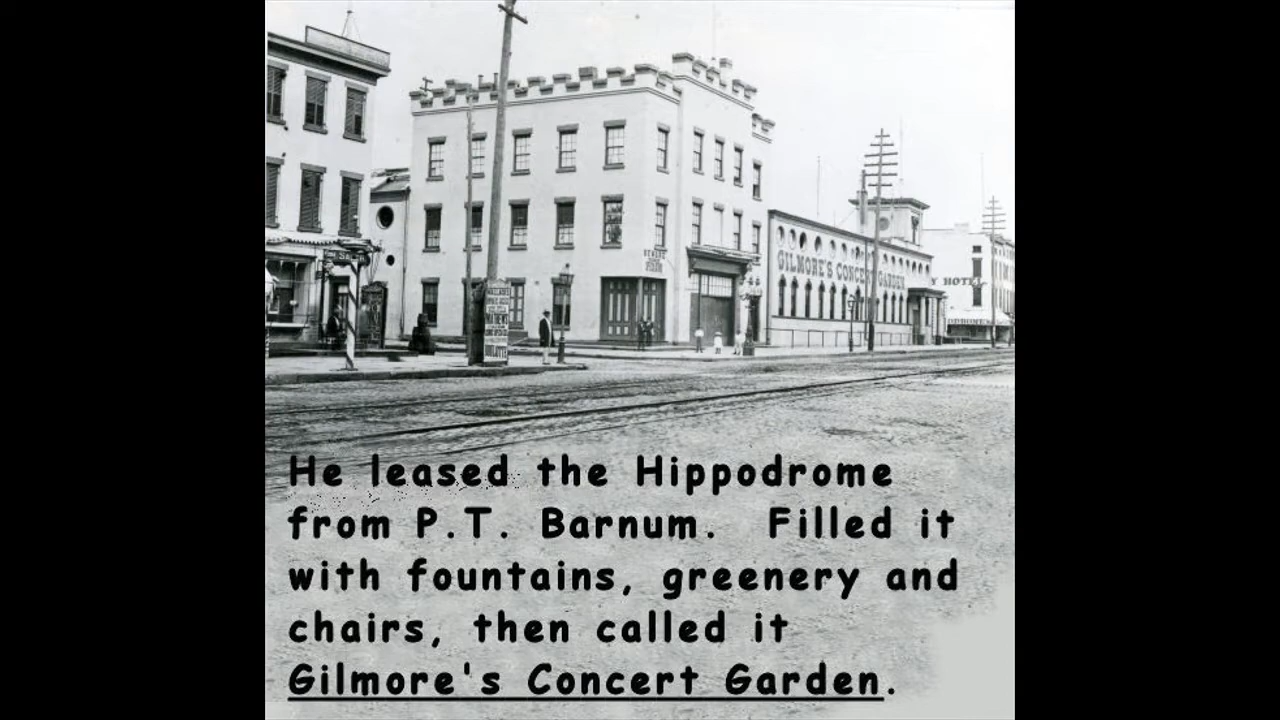 GILMORE'S CONCERT GARDEN
Y HOTEL
He leased the Hippodrome
from P.T. Barnum. Filled it
with fountains, greenery and
chairs, then called it
Gilmore's Concert Garden.